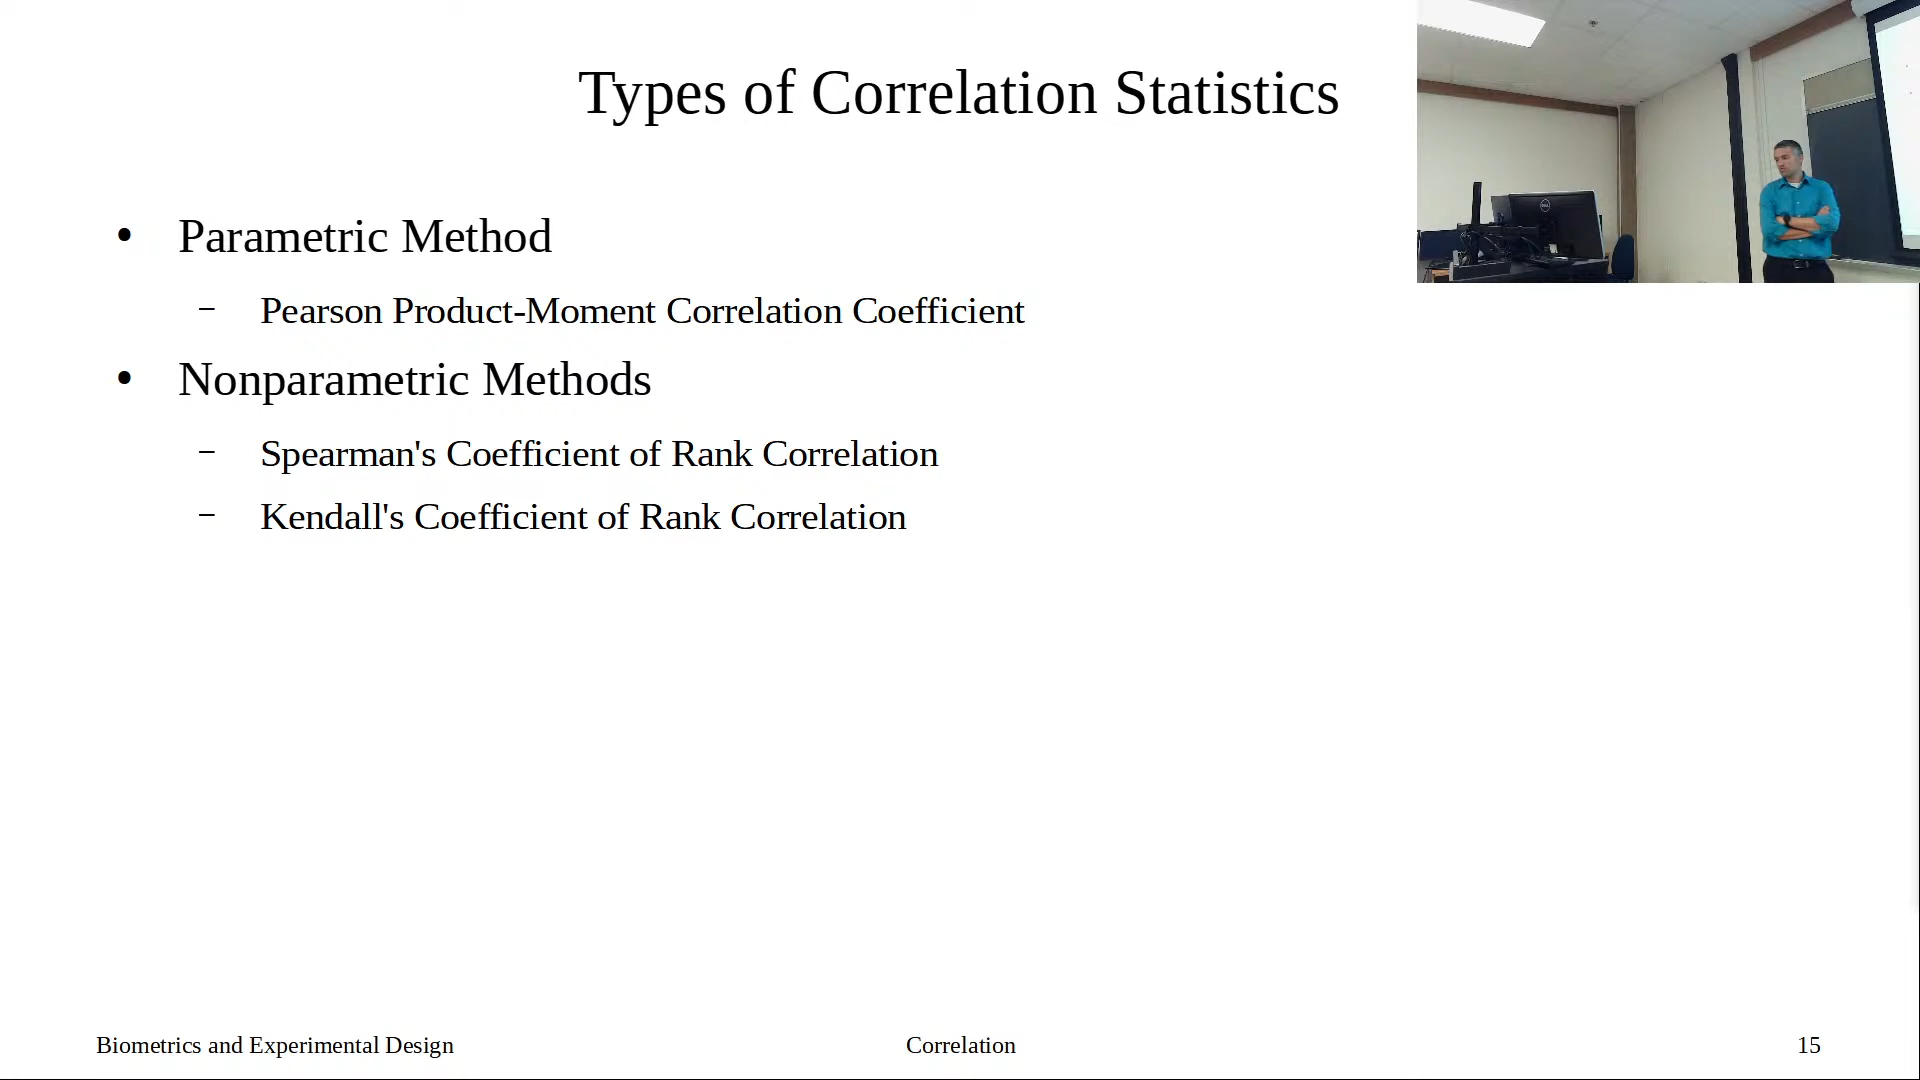 Types of Correlation Statistics
• Parametric Method
– Pearson Product-Moment Correlation Coefficient
• Nonparametric Methods
– Spearman's Coefficient of Rank Correlation
– Kendall's Coefficient of Rank Correlation
Biometrics and Experimental Design
Correlation
15